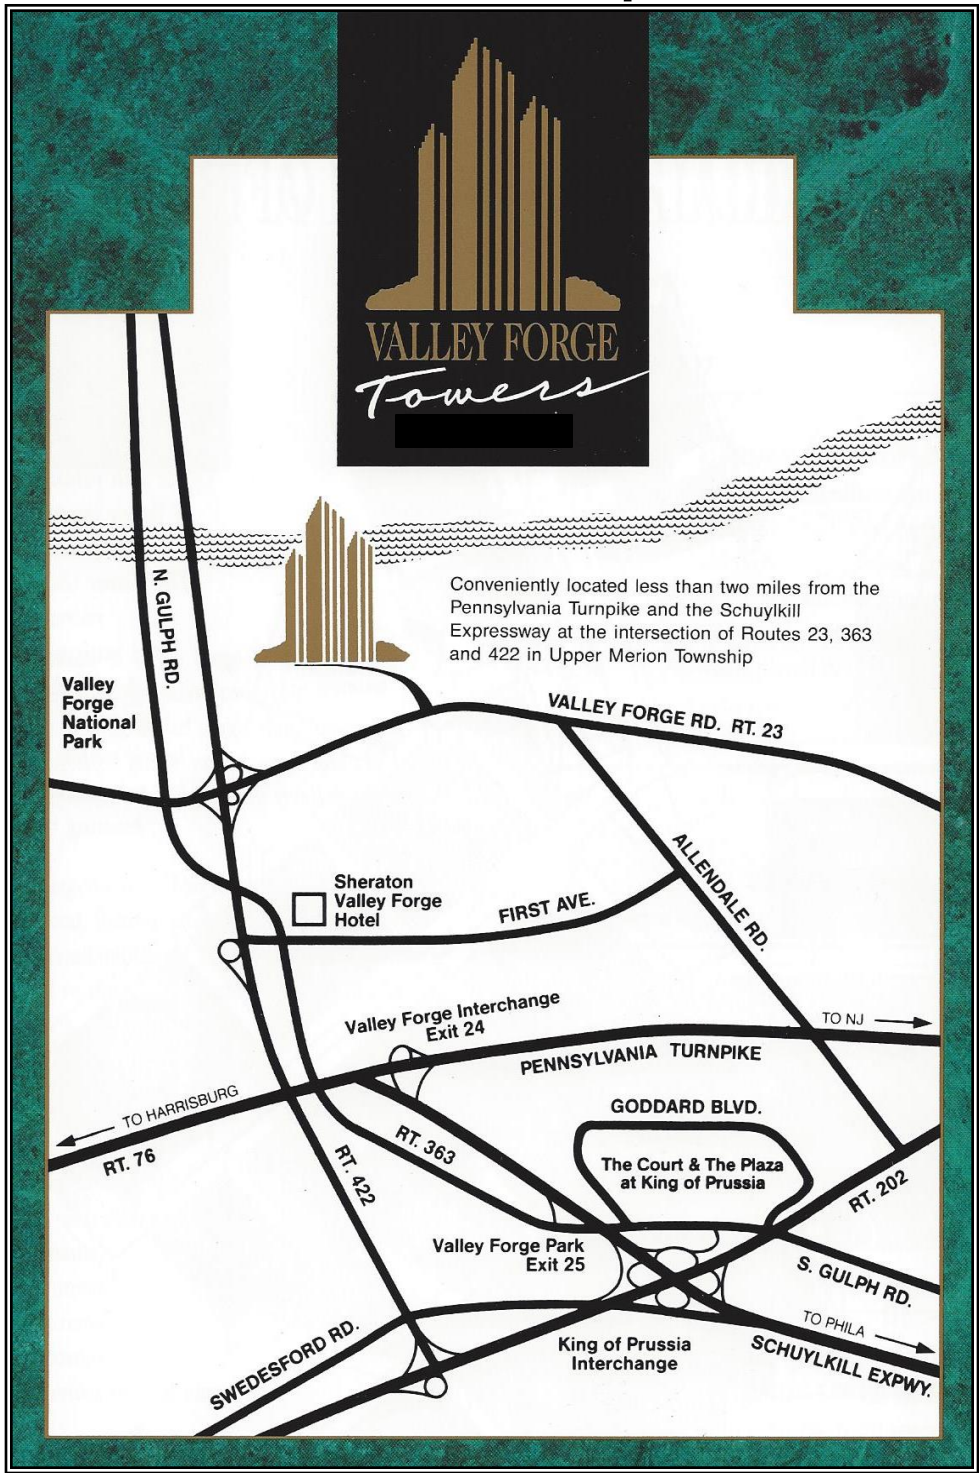 VALLEY FORGE
Towers
Conveniently located less than two miles from the
Pennsylvania Turnpike and the Schuylkill
Expressway at the intersection of Routes 23, 363
and 422 in Upper Merion Township
N. GULPH RD.
Valley
Forge
National
Park
VALLEY FORGE RD. RT. 23
ALLENDALE RD.
Sheraton
Valley Forge
Hotel
FIRST AVE.
Valley Forge Interchange
Exit 24
TO NJ
PENNSYLVANIA TURNPIKE
TO HARRISBURG
RT. 76
GODDARD BLVD.
RT. 363
RT. 422
The Court & The Plaza
at King of Prussia
RT. 202
Valley Forge Park
Exit 25
S. GULPH RD.
TO PHILA
SWEDESFORD RD.
King of Prussia
Interchange
SCHUYLKILL EXPWY.